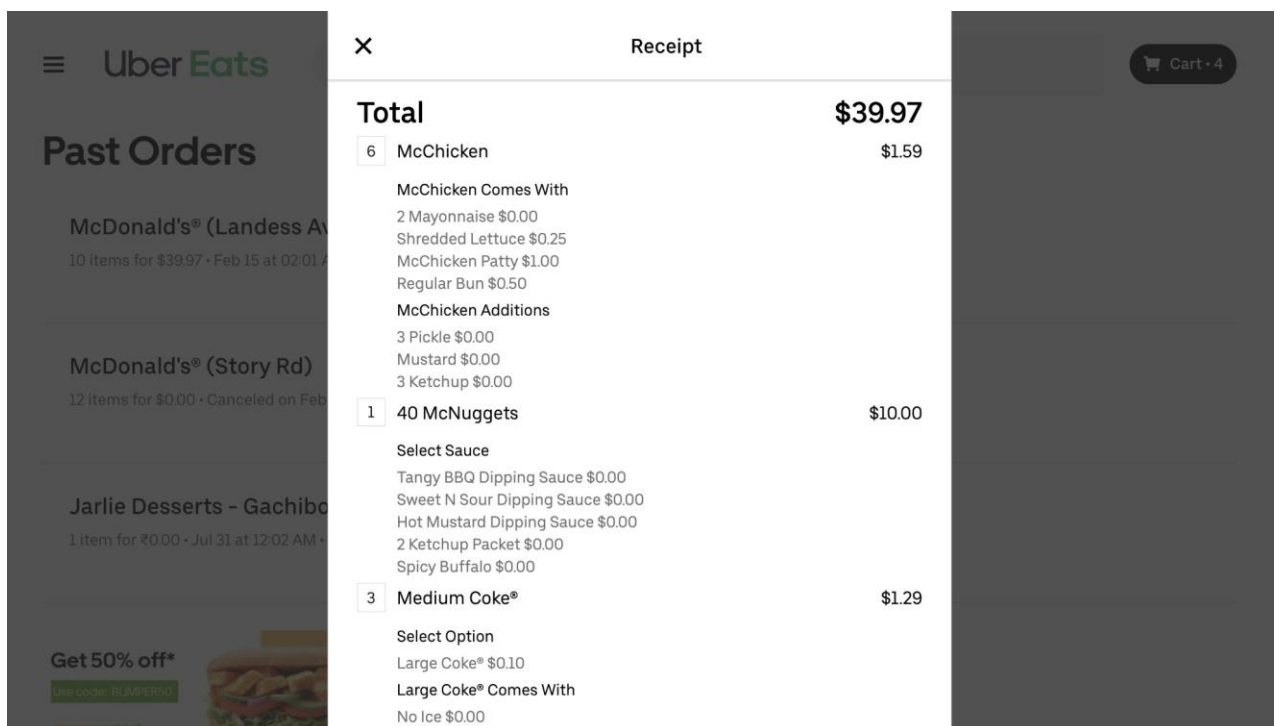 Uber Eats
Cart • 4
Past Orders
McDonald's® (Landess Av
10 items for $39.97 • Feb 15 at 02:01 A
McDonald's® (Story Rd)
12 items for $0.00 • Canceled on Feb
Jarlie Desserts - Gachibo
1 item for ₹0.00 • Jul 31 at 12:02 AM •
Get 50% off*
Use code: BUMPER50
Receipt
Total $39.97
6 McChicken $1.59
McChicken Comes With
2 Mayonnaise $0.00
Shredded Lettuce $0.25
McChicken Patty $1.00
Regular Bun $0.50
McChicken Additions
3 Pickle $0.00
Mustard $0.00
3 Ketchup $0.00
1 40 McNuggets $10.00
Select Sauce
Tangy BBQ Dipping Sauce $0.00
Sweet N Sour Dipping Sauce $0.00
Hot Mustard Dipping Sauce $0.00
2 Ketchup Packet $0.00
Spicy Buffalo $0.00
3 Medium Coke® $1.29
Select Option
Large Coke® $0.10
Large Coke® Comes With
No Ice $0.00